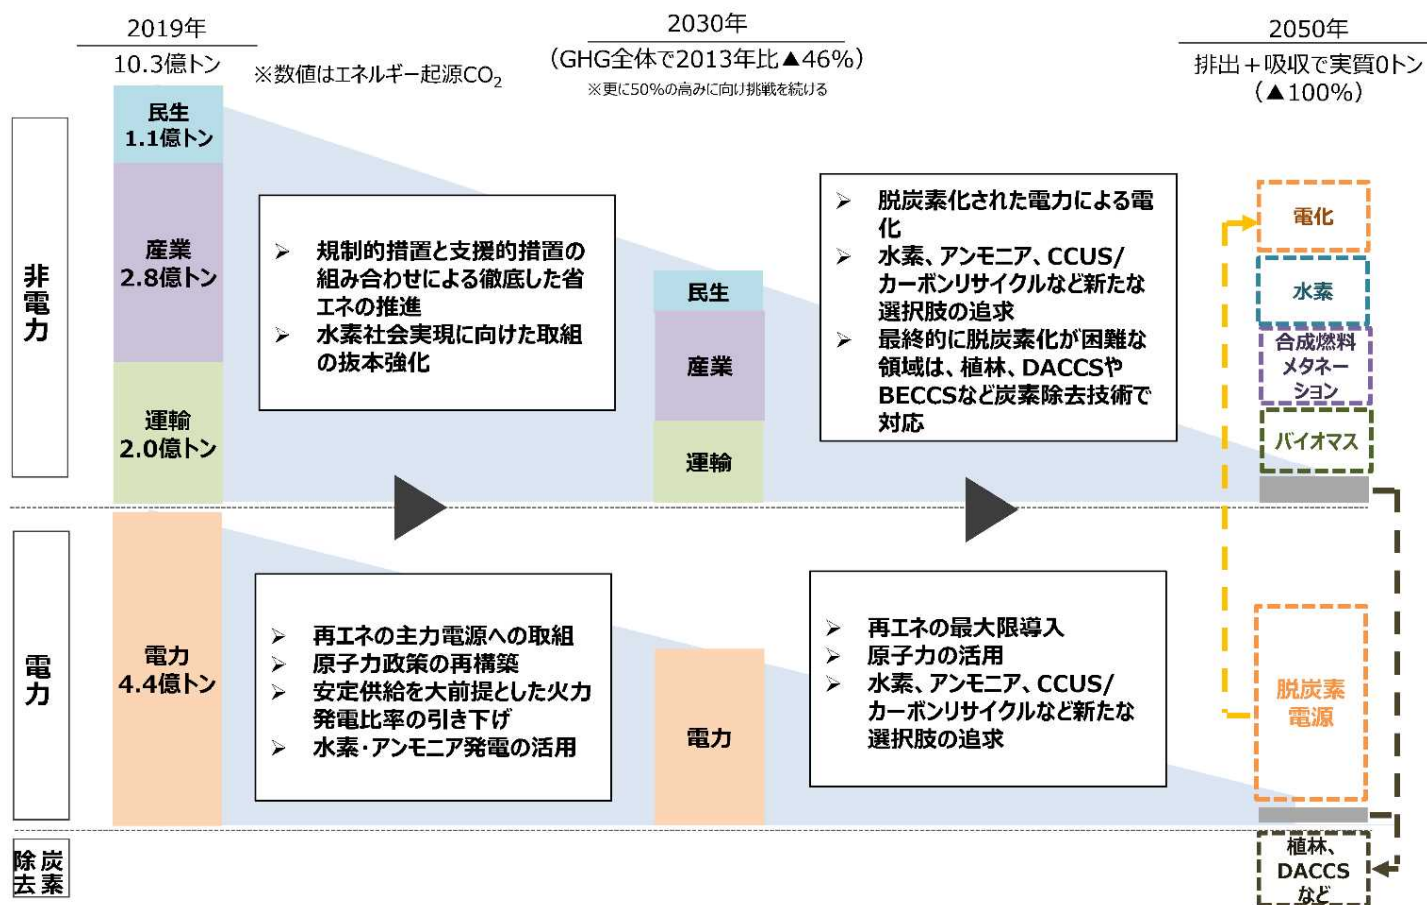 2019年
10.3億トン
※数値はエネルギー起源CO₂
2030年
(GHG全体で2013年比▲46%)
※更に50%の高みに向け挑戦を続ける
2050年
排出+吸収で実質0トン
(▲100%)
非電力
民生
1.1億トン
産業
2.8億トン
運輸
2.0億トン
➢ 規制的措置と支援的措置の
組み合わせによる徹底した省
エネの推進
➢ 水素社会実現に向けた取組
の抜本強化
民生
産業
運輸
➢ 脱炭素化された電力による電
化
➢ 水素、アンモニア、CCUS/
カーボンリサイクルなど新たな
選択肢の追求
➢ 最終的に脱炭素化が困難な
領域は、植林、DACCSや
BECCSなど炭素除去技術で
対応
電化
水素
合成燃料
メタネー
ション
バイオマス
電力
電力
4.4億トン
➢ 再エネの主力電源への取組
➢ 原子力政策の再構築
➢ 安定供給を大前提とした火力
発電比率の引き下げ
➢ 水素・アンモニア発電の活用
電力
➢ 再エネの最大限導入
➢ 原子力の活用
➢ 水素、アンモニア、CCUS/
カーボンリサイクルなど新たな
選択肢の追求
脱炭素
電源
炭素
除去
植林、
DACCS
など